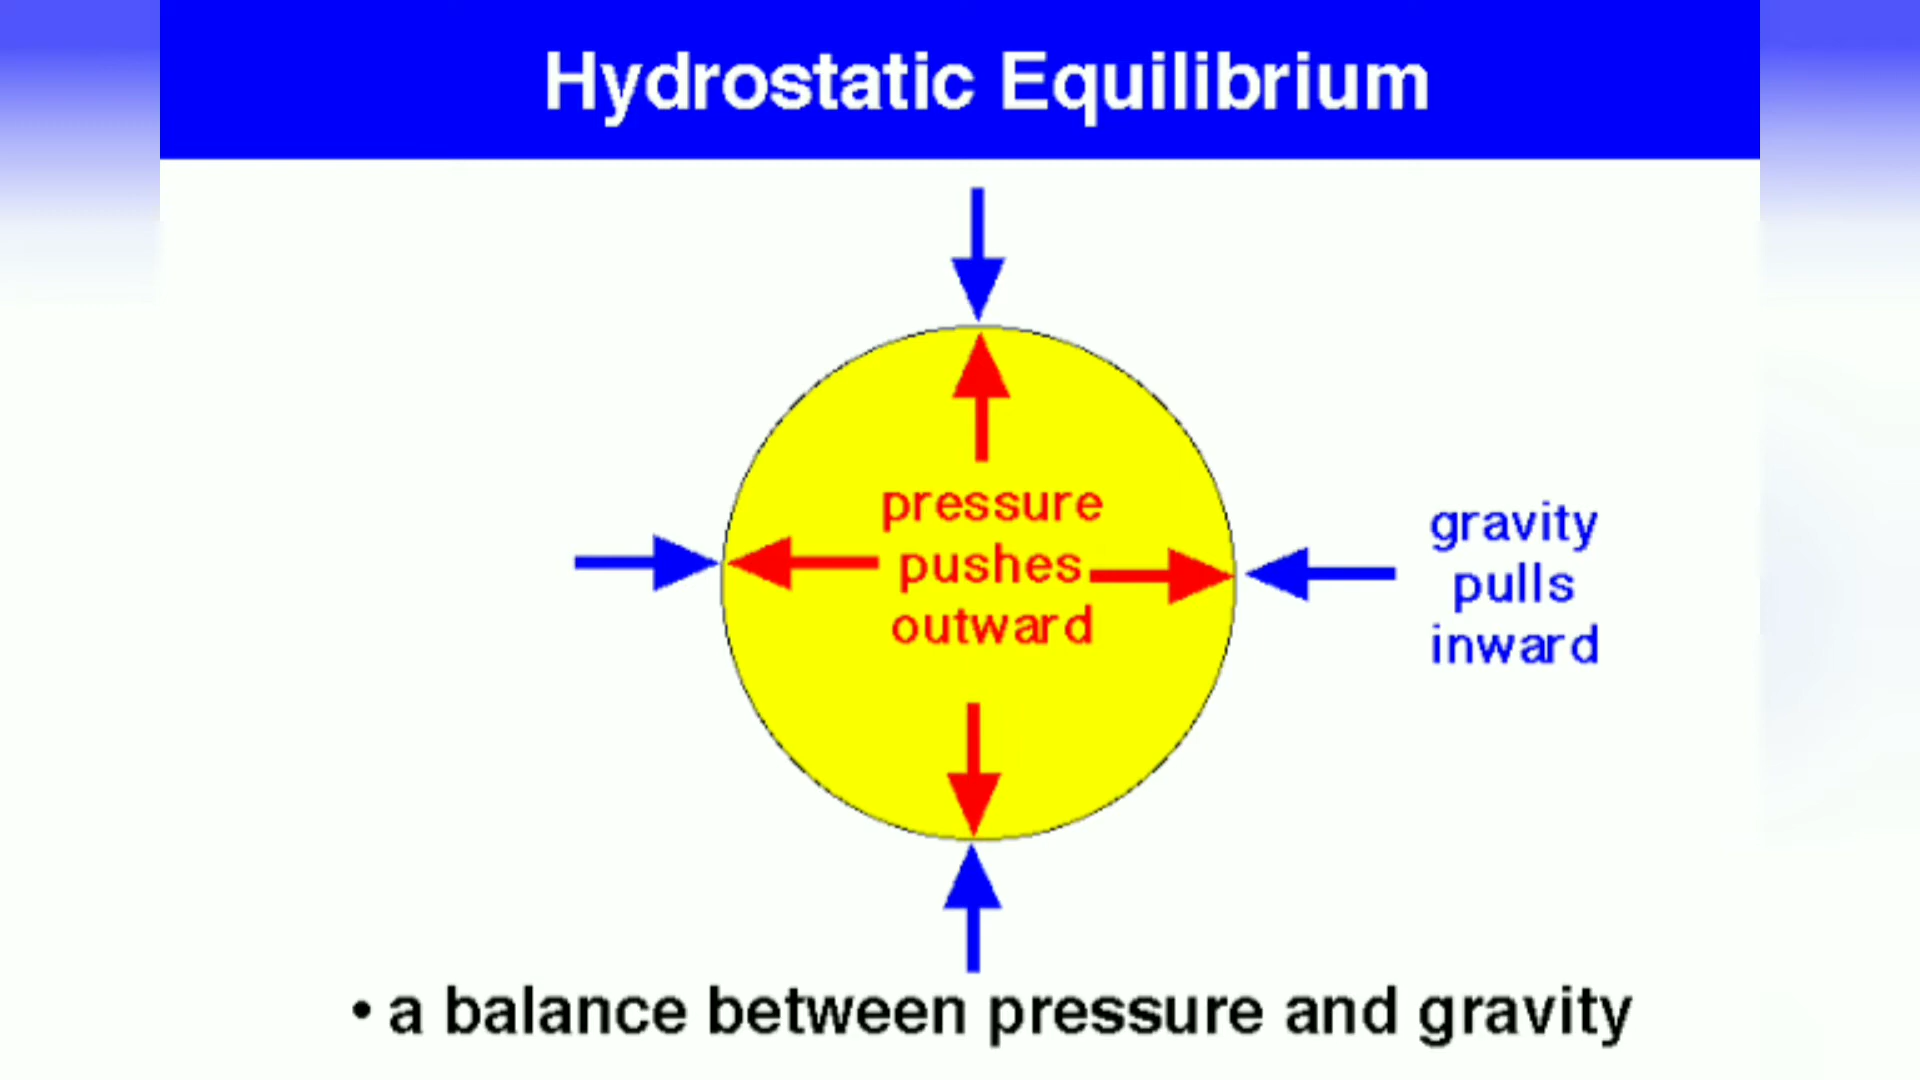 Hydrostatic Equilibrium
pressure
pushes
outward
gravity
pulls
inward
• a balance between pressure and gravity